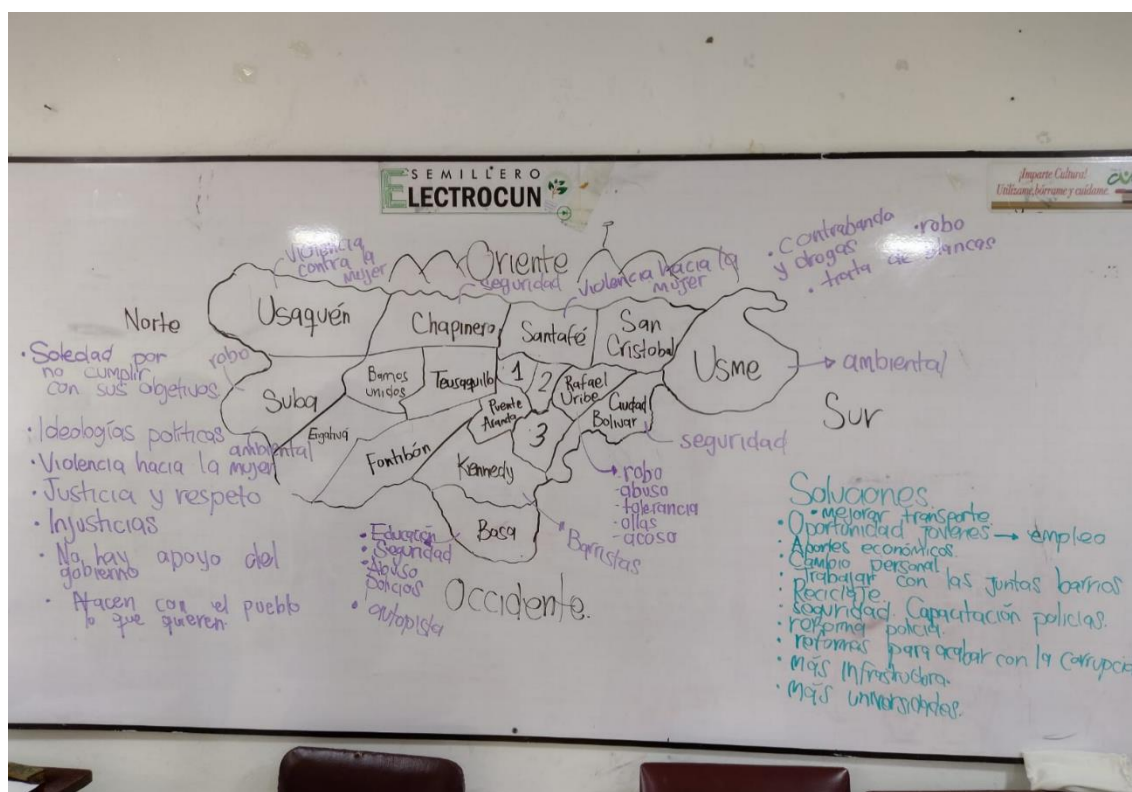 SEMILLERO
ELECTROCUN
¡Imparte Cultura!
Utilízame, bórrame y cuídame.
Violencia
contra la
mujer
Oriente
seguridad
Violencia hacia la
mujer
• contrabanda
y drogas
• robo
• trata de blancas
Norte
Usaquén
Chapinero
Santafé
San
Cristobal
Usme
ambiental
Sur
robo
Suba
Barrios
unidos
Teusaquillo
1
2
Rafael
Uribe
Ciudad
Bolivar
seguridad
Puente
Aranda
3
Engativá
ambiental
Fontibón
Kennedy
Bosa
Barristas
• robo
-abuso
-tolerancia
-ollas
-acoso
• Educación
• Seguridad
• Abuso
policias
• autopista
Occidente.
• Soledad por
no cumplir
con sus objetivos.
• Ideologías políticas
• Violencia hacia la mujer
• Justicia y respeto
• Injusticias
• No hay apoyo del
gobierno
• Hacen con el pueblo
lo que quieren.
Soluciones
• mejorar transporte.
• Oportunidad jóvenes → empleo
• Aportes económicos.
• Cambio personal
• Trabajar con las juntas barrios
• Reciclaje.
• seguridad. Capacitación policías.
• reforma policia.
• reformas para acabar con la corrupcio
• más infrastructura.
• más universidades.